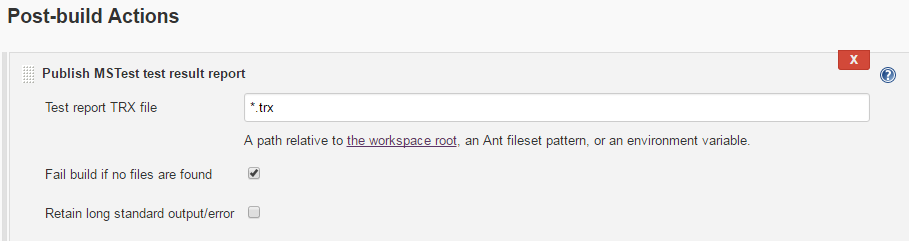 Post-build Actions
X
Publish MSTest test result report
?
Test report TRX file
*.trx
A path relative to the workspace root, an Ant fileset pattern, or an environment variable.
Fail build if no files are found
Retain long standard output/error